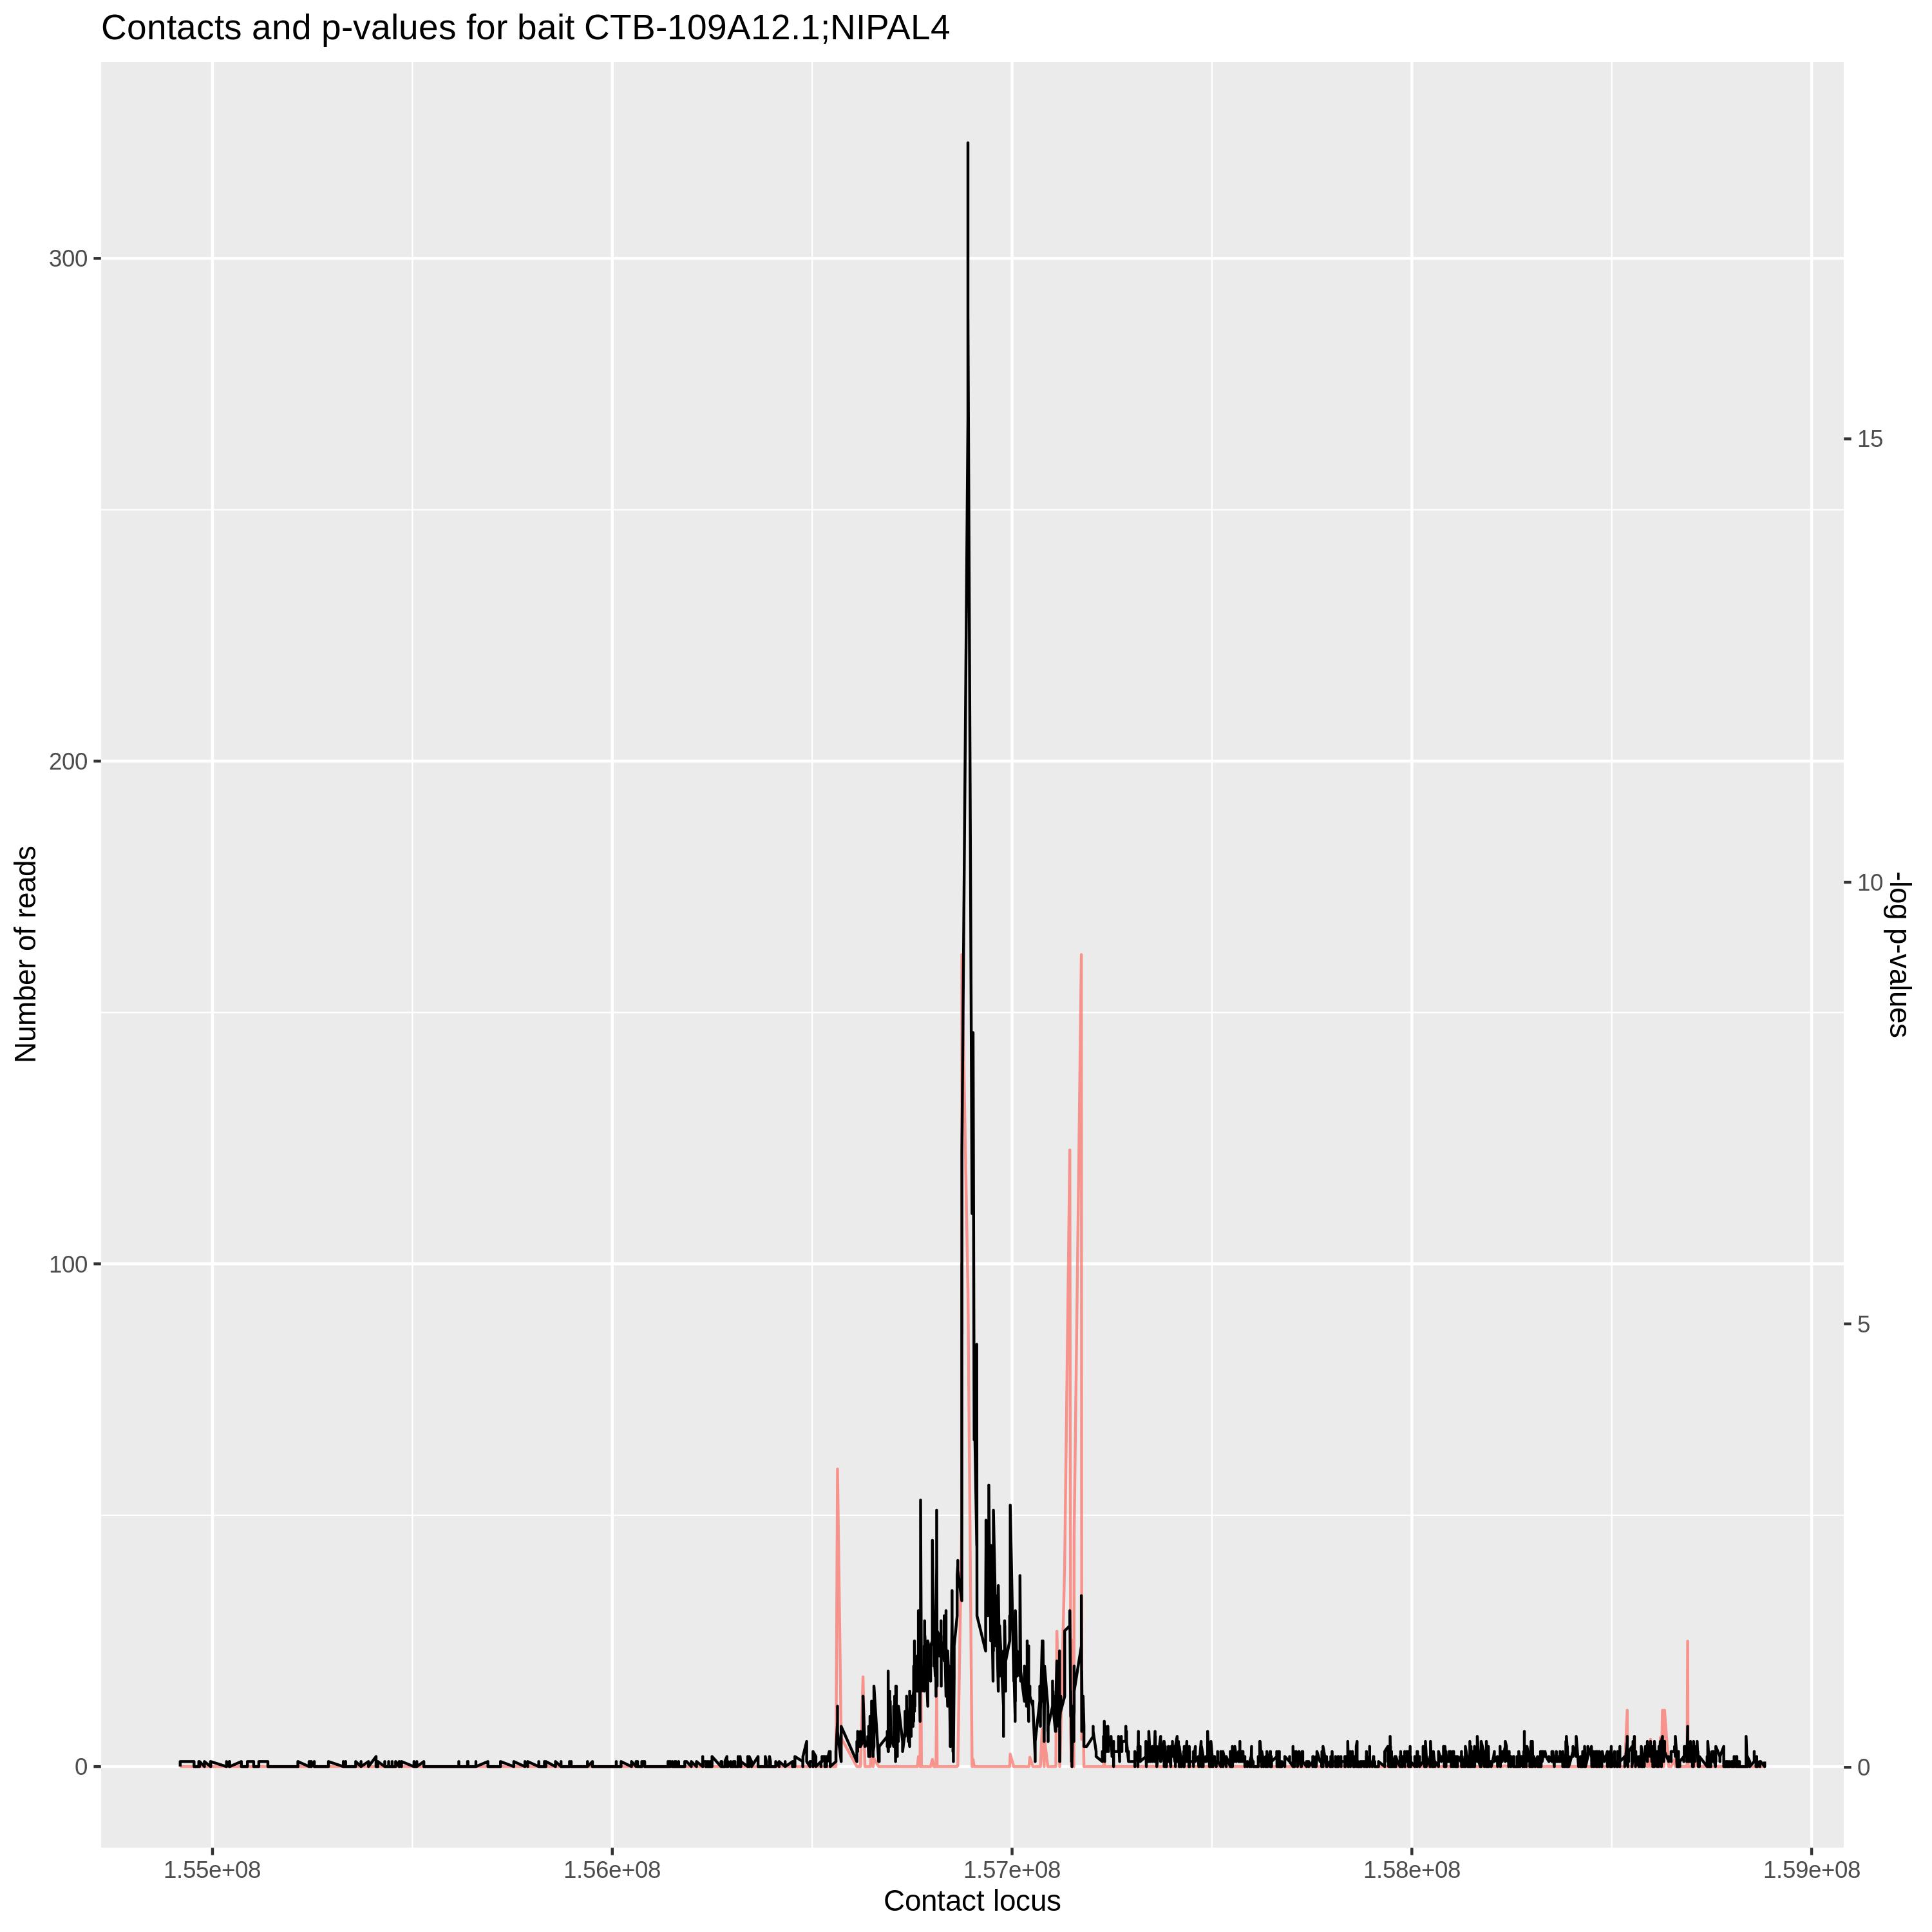 Contacts and p-values for bait CTB-109A12.1;NIPAL4
300
200
100
0
Number of reads
15
10
5
0
-log p-values
1.55e+08
1.56e+08
1.57e+08
1.58e+08
1.59e+08
Contact locus